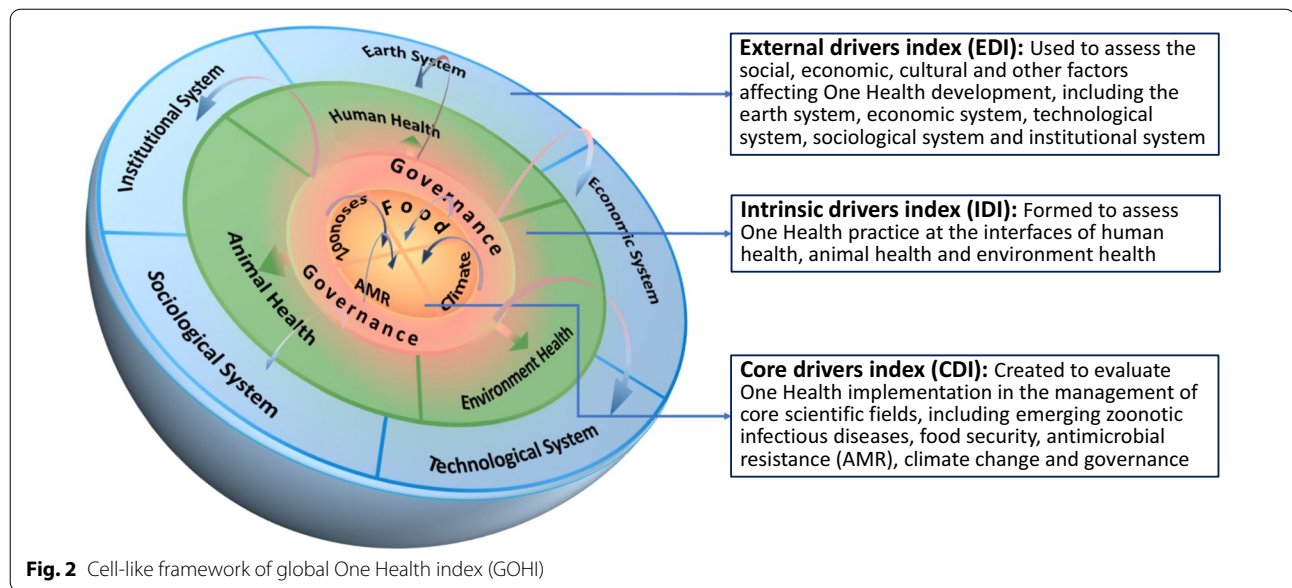 Earth System
Institutional System
Human Health
Governance
Economic System
Food
Zoonoses
Climate
AMR
Governance
Animal Health
Environment Health
Sociological System
Technological System
External drivers index (EDI): Used to assess the
social, economic, cultural and other factors
affecting One Health development, including the
earth system, economic system, technological
system, sociological system and institutional system
Intrinsic drivers index (IDI): Formed to assess
One Health practice at the interfaces of human
health, animal health and environment health
Core drivers index (CDI): Created to evaluate
One Health implementation in the management of
core scientific fields, including emerging zoonotic
infectious diseases, food security, antimicrobial
resistance (AMR), climate change and governance
Fig. 2 Cell-like framework of global One Health index (GOHI)